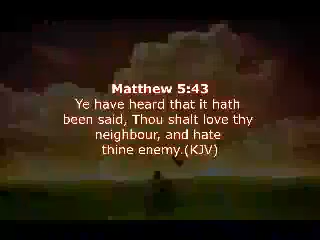 Matthew 5:43
Ye have heard that it hath
been said, Thou shalt love thy
neighbour, and hate
thine enemy.(KJV)